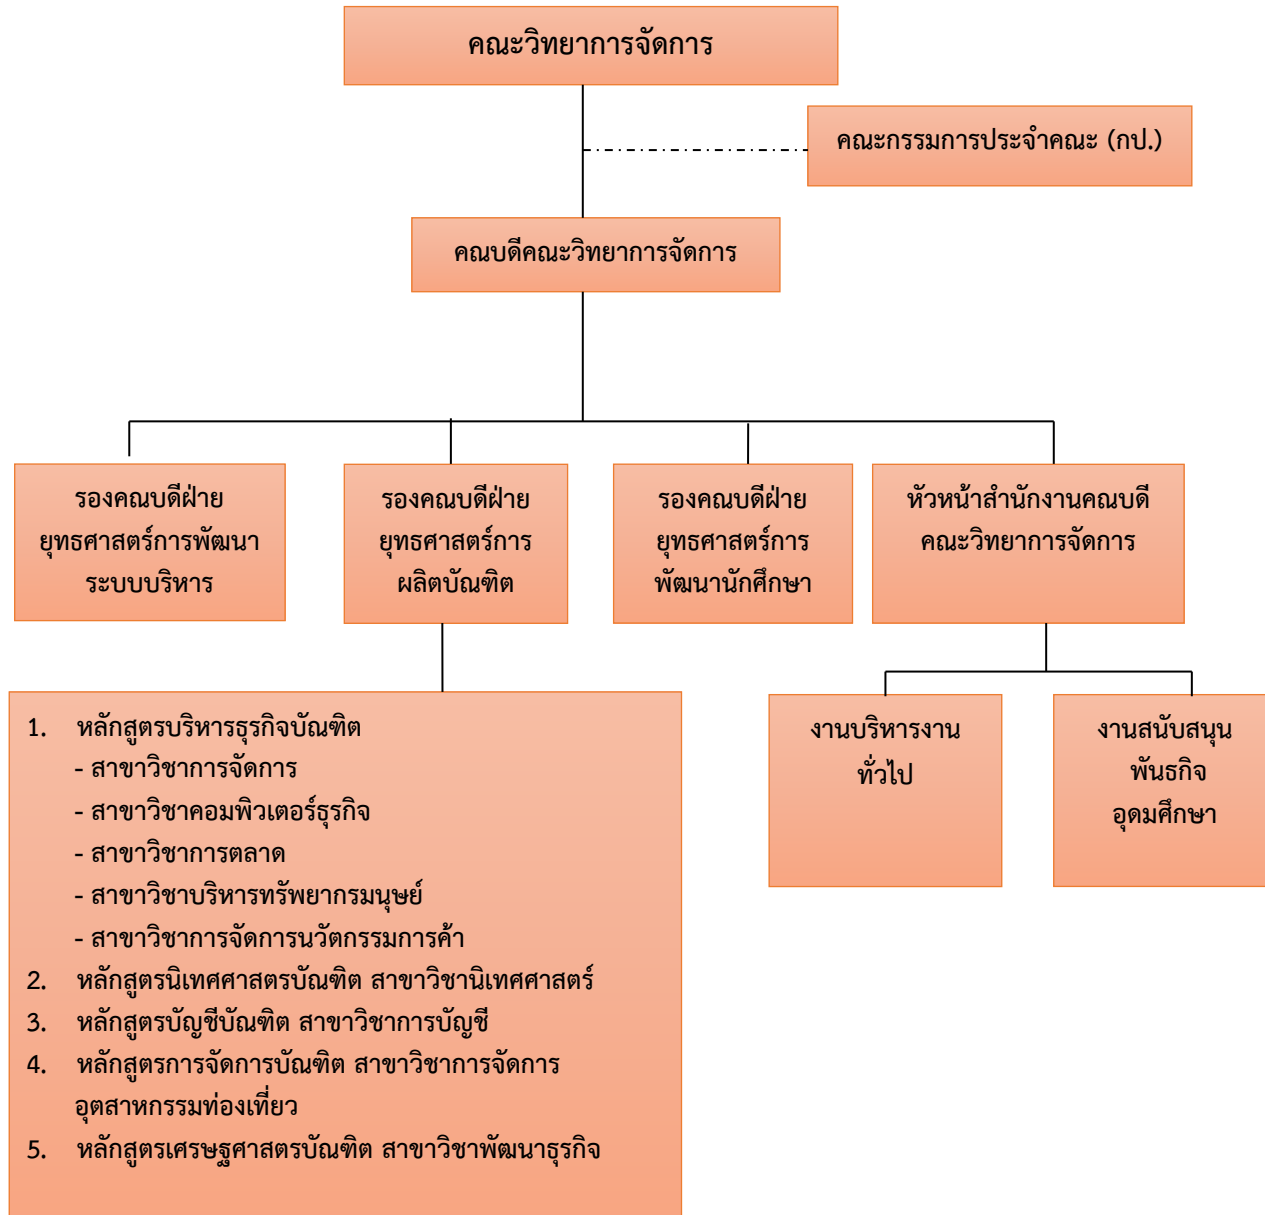 คณะวิทยาการจัดการ
คณะกรรมการประจำคณะ (กป.)
คณบดีคณะวิทยาการจัดการ
รองคณบดีฝ่าย
ยุทธศาสตร์การพัฒนา
ระบบบริหาร
รองคณบดีฝ่าย
ยุทธศาสตร์การ
ผลิตบัณฑิต
รองคณบดีฝ่าย
ยุทธศาสตร์การ
พัฒนานักศึกษา
หัวหน้าสำนักงานคณบดี
คณะวิทยาการจัดการ
1. หลักสูตรบริหารธุรกิจบัณฑิต
- สาขาวิชาการจัดการ
- สาขาวิชาคอมพิวเตอร์ธุรกิจ
- สาขาวิชาการตลาด
- สาขาวิชาบริหารทรัพยากรมนุษย์
- สาขาวิชาการจัดการนวัตกรรมการค้า
2. หลักสูตรนิเทศศาสตรบัณฑิต สาขาวิชานิเทศศาสตร์
3. หลักสูตรบัญชีบัณฑิต สาขาวิชาการบัญชี
4. หลักสูตรการจัดการบัณฑิต สาขาวิชาการจัดการ
อุตสาหกรรมท่องเที่ยว
5. หลักสูตรเศรษฐศาสตรบัณฑิต สาขาวิชาพัฒนาธุรกิจ
งานบริหารงาน
ทั่วไป
งานสนับสนุน
พันธกิจ
อุดมศึกษา